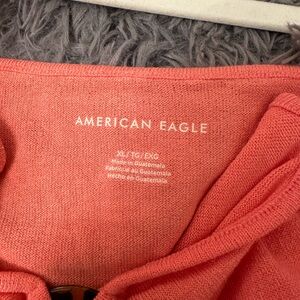 AMERICAN EAGLE
XL/TG/EXG
Made in Guatemala
Fabriqué au Guatemala
Hecho en Guatemala